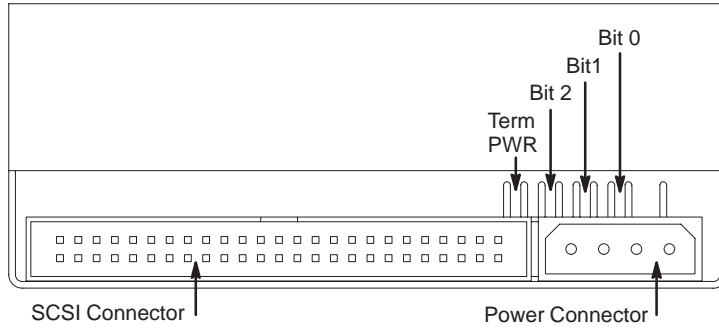 Bit 0
Bit1
Bit 2
Term
PWR
SCSI Connector
Power Connector